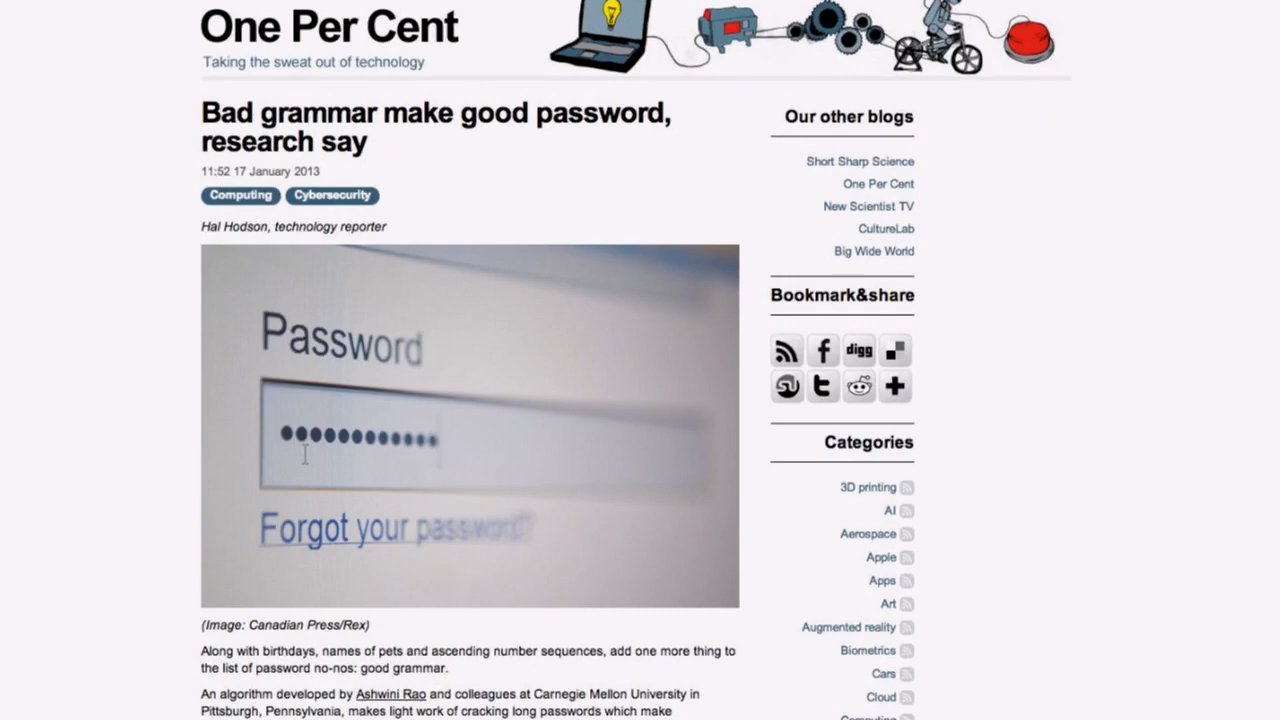 One Per Cent
Taking the sweat out of technology
Bad grammar make good password,
research say
11:52 17 January 2013
Computing Cybersecurity
Hal Hodson, technology reporter
Password
Forgot your password?
(Image: Canadian Press/Rex)
Along with birthdays, names of pets and ascending number sequences, add one more thing to
the list of password no-nos: good grammar.
An algorithm developed by Ashwini Rao and colleagues at Carnegie Mellon University in
Pittsburgh, Pennsylvania, makes light work of cracking long passwords which make
Our other blogs
Short Sharp Science
One Per Cent
New Scientist TV
CultureLab
Big Wide World
Bookmark&share
digg
Categories
3D printing
AI
Aerospace
Apple
Apps
Art
Augmented reality
Biometrics
Cars
Cloud
Computing